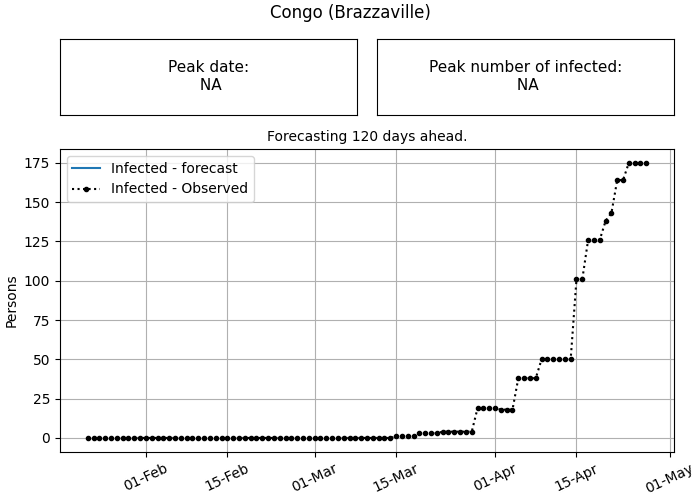 Congo (Brazzaville)
Peak date:
NA
Peak number of infected:
NA
Forecasting 120 days ahead.
Infected - forecast
Infected - Observed
Persons
175
150
125
100
75
50
25
0
01-Feb
15-Feb
01-Mar
15-Mar
01-Apr
15-Apr
01-May